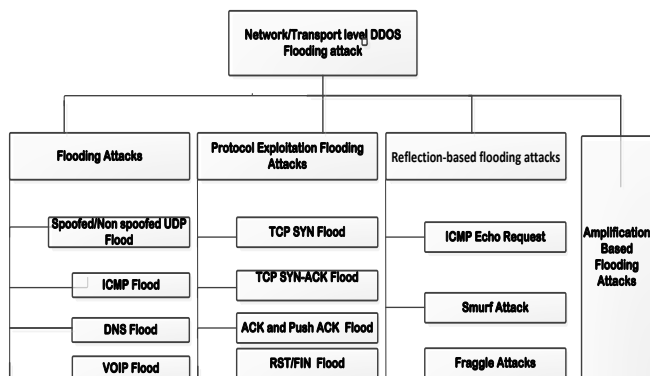 Network/Transport level DDOS
Flooding attack
Flooding Attacks
Spoofed/Non spoofed UDP
Flood
ICMP Flood
DNS Flood
VOIP Flood
Protocol Exploitation Flooding
Attacks
TCP SYN Flood
TCP SYN-ACK Flood
ACK and Push ACK Flood
RST/FIN Flood
Reflection-based flooding attacks
ICMP Echo Request
Smurf Attack
Fraggle Attacks
Amplification
Based
Flooding
Attacks